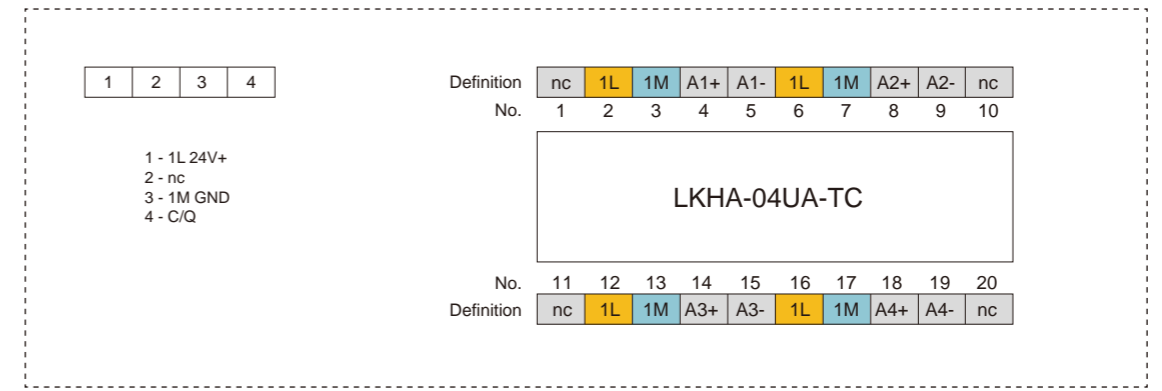 1 2 3 4
1 - 1L 24V+
2 - nc
3 - 1M GND
4 - C/Q
Definition nc 1L 1M A1+ A1- 1L 1M A2+ A2- nc
No. 1 2 3 4 5 6 7 8 9 10
LKHA-04UA-TC
No. 11 12 13 14 15 16 17 18 19 20
Definition nc 1L 1M A3+ A3- 1L 1M A4+ A4- nc